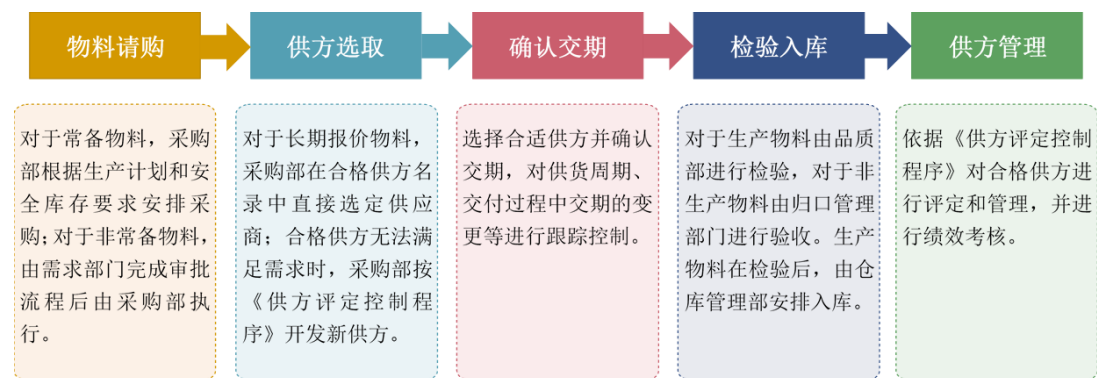 物料请购
供方选取
确认交期
检验入库
供方管理
对于常备物料，采购
部根据生产计划和安
全库存要求安排采
购；对于非常备物料，
由需求部门完成审批
流程后由采购部执
行。
对于长期报价物料，
采购部在合格供方名
录中直接选定供应
商；合格供方无法满
足需求时，采购部按
《供方评定控制程
序》开发新供方。
选择合适供方并确认
交期，对供货周期、
交付过程中交期的变
更等进行跟踪控制。
对于生产物料由品质
部进行检验，对于非
生产物料由归口管理
部门进行验收。生产
物料在检验后，由仓
库管理部安排入库。
依据《供方评定控制
程序》对合格供方进
行评定和管理，并进
行绩效考核。